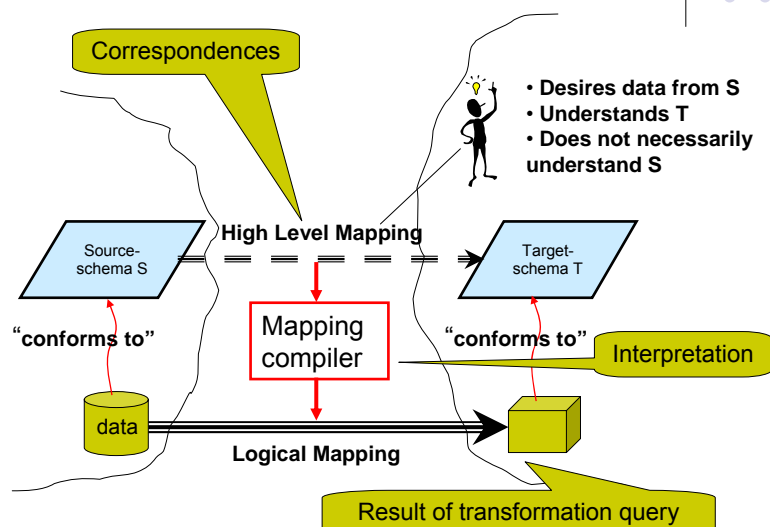 Correspondences
• Desires data from S
• Understands T
• Does not necessarily
understand S
High Level Mapping
Source-
schema S
Target-
schema T
“conforms to”
Mapping
compiler
“conforms to”
Interpretation
data
Logical Mapping
Result of transformation query